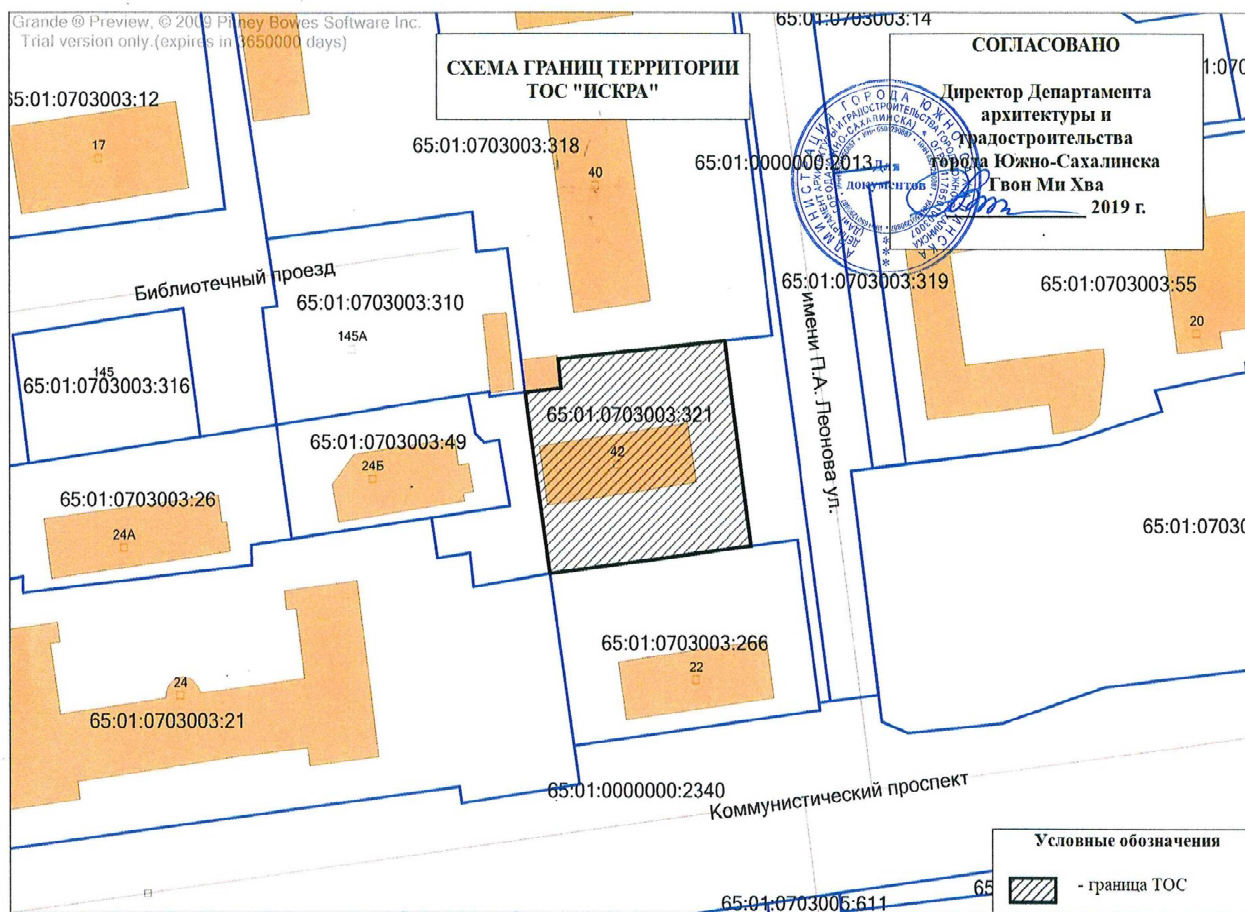 Grande ® Preview, © 2009 Pitney Bowes Software Inc.
Trial version only.(expires in 3650000 days)
СХЕМА ГРАНИЦ ТЕРРИТОРИИ
ТОС "ИСКРА"
65:01:0703003:14
СОГЛАСОВАНО
Директор Департамента
архитектуры и
градостроительства
города Южно-Сахалинска
Гвон Ми Хва
2019 г.
Для
документов
65:01:0703003:12
17
65:01:0703003:318
40
65:01:0000000:2013
Библиотечный проезд
65:01:0703003:310
145А
65:01:0703003:319
65:01:0703003:55
20
имени П.А. Леонова ул.
145
65:01:0703003:316
65:01:0703003:321
42
65:01:0703003:49
24Б
65:01:0703003:26
24А
65:01:0703003:266
22
24
65:01:0703003:21
65:01:0000000:2340
Коммунистический проспект
Условные обозначения
- граница ТОС
65:01:0703005:611